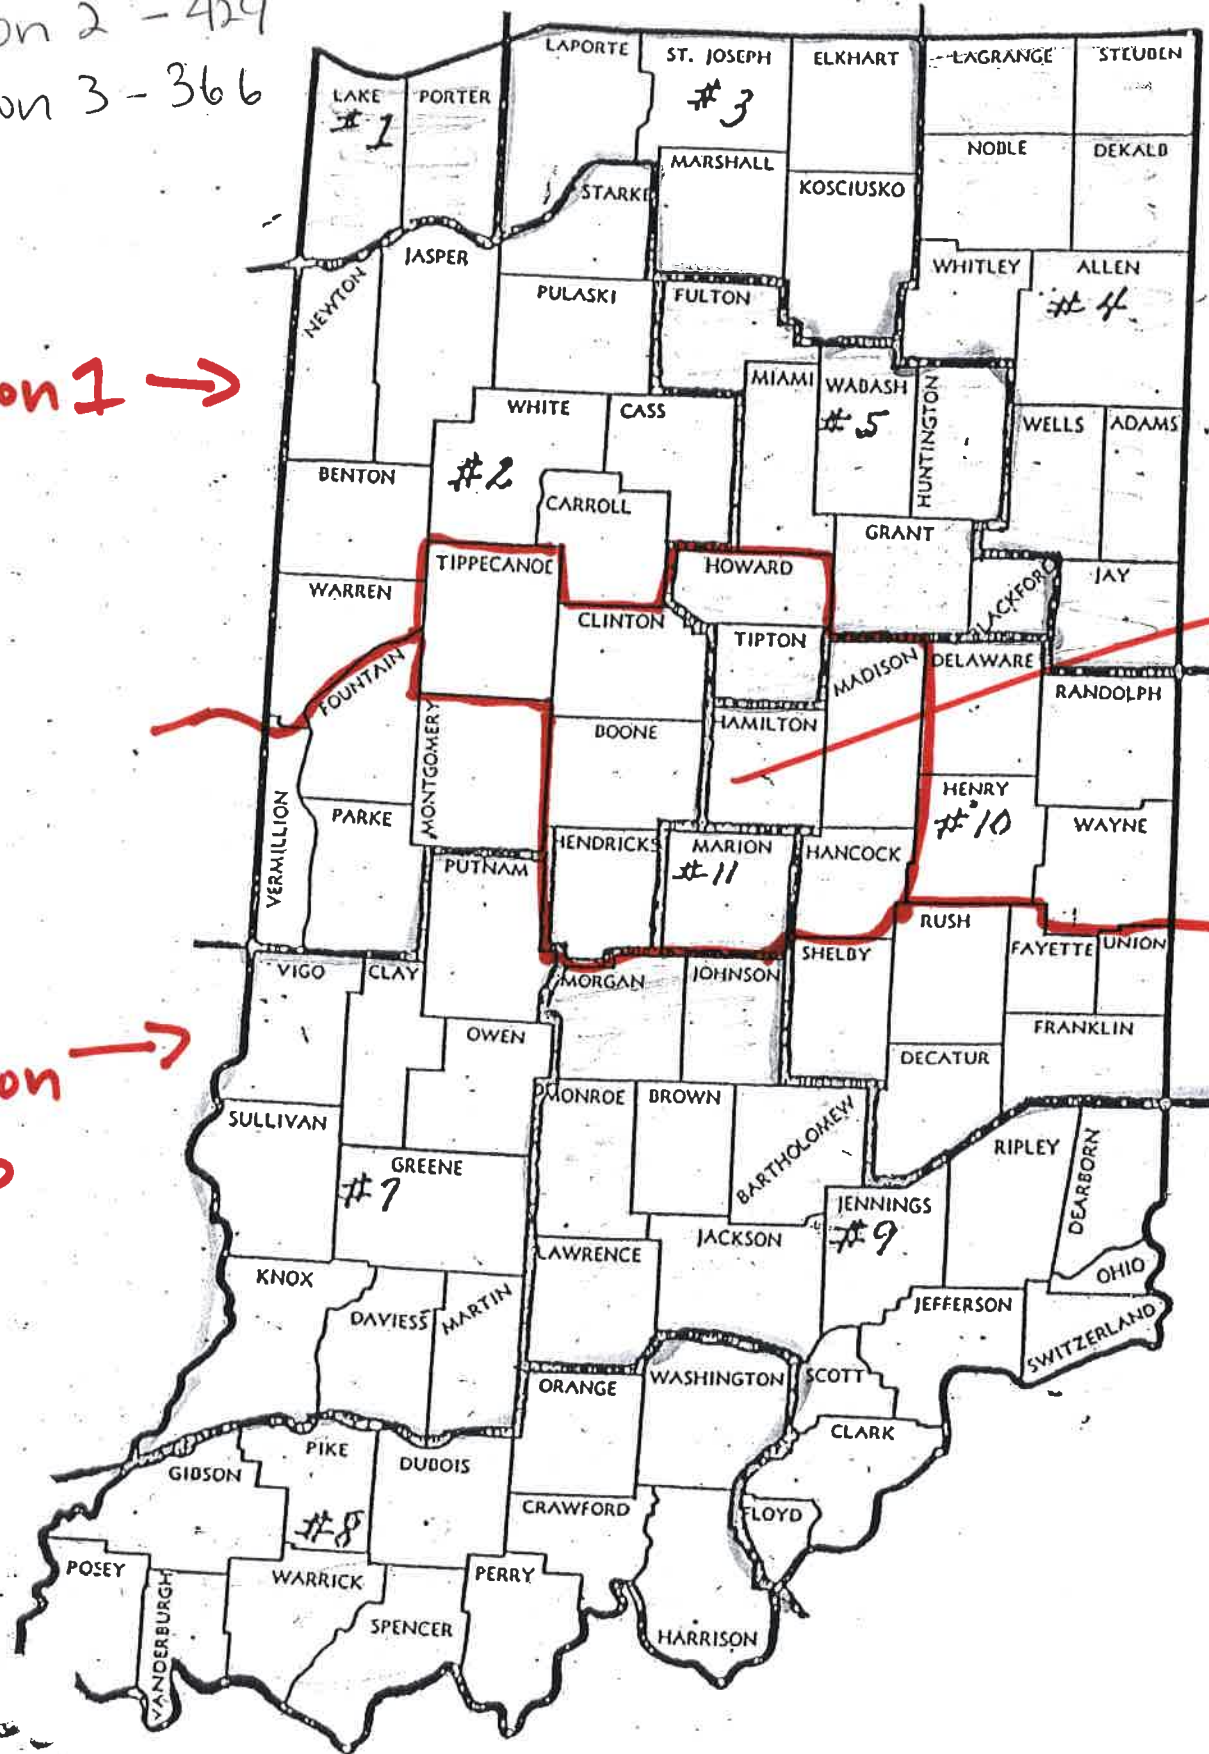 on 2 - 424
on 3 - 366
LAPORTE
ST. JOSEPH
ELKHART
LAGRANGE
STEUBEN
LAKE
PORTER
#3
#1
NOBLE
DEKALB
MARSHALL
KOSCIUSKO
STARKE
JASPER
WHITLEY
ALLEN
NEWTON
PULASKI
FULTON
#4
on 1 →
MIAMI
WABASH
HUNTINGTON
WHITE
CASS
#5
WELLS
ADAMS
BENTON
#2
CARROLL
GRANT
TIPPECANOE
HOWARD
BLACKFORD
JAY
WARREN
CLINTON
TIPTON
MADISON
DELAWARE
FOUNTAIN
RANDOLPH
MONTGOMERY
BOONE
HAMILTON
HENRY
#10
VERMILLION
PARKE
WAYNE
HENDRICKS
MARION
HANCOCK
PUTNAM
#11
RUSH
FAYETTE
UNION
SHELBY
VIGO
CLAY
MORGAN
JOHNSON
FRANKLIN
OWEN
DECATUR
on →
MONROE
BROWN
BARTHOLOMEW
SULLIVAN
RIPLEY
DEARBORN
GREENE
#7
JENNINGS
#9
JACKSON
LAWRENCE
KNOX
OHIO
DAVIESS
MARTIN
JEFFERSON
SWITZERLAND
ORANGE
WASHINGTON
SCOTT
CLARK
PIKE
DUBOIS
GIBSON
CRAWFORD
FLOYD
#8
POSEY
VANDERBURGH
WARRICK
PERRY
SPENCER
HARRISON